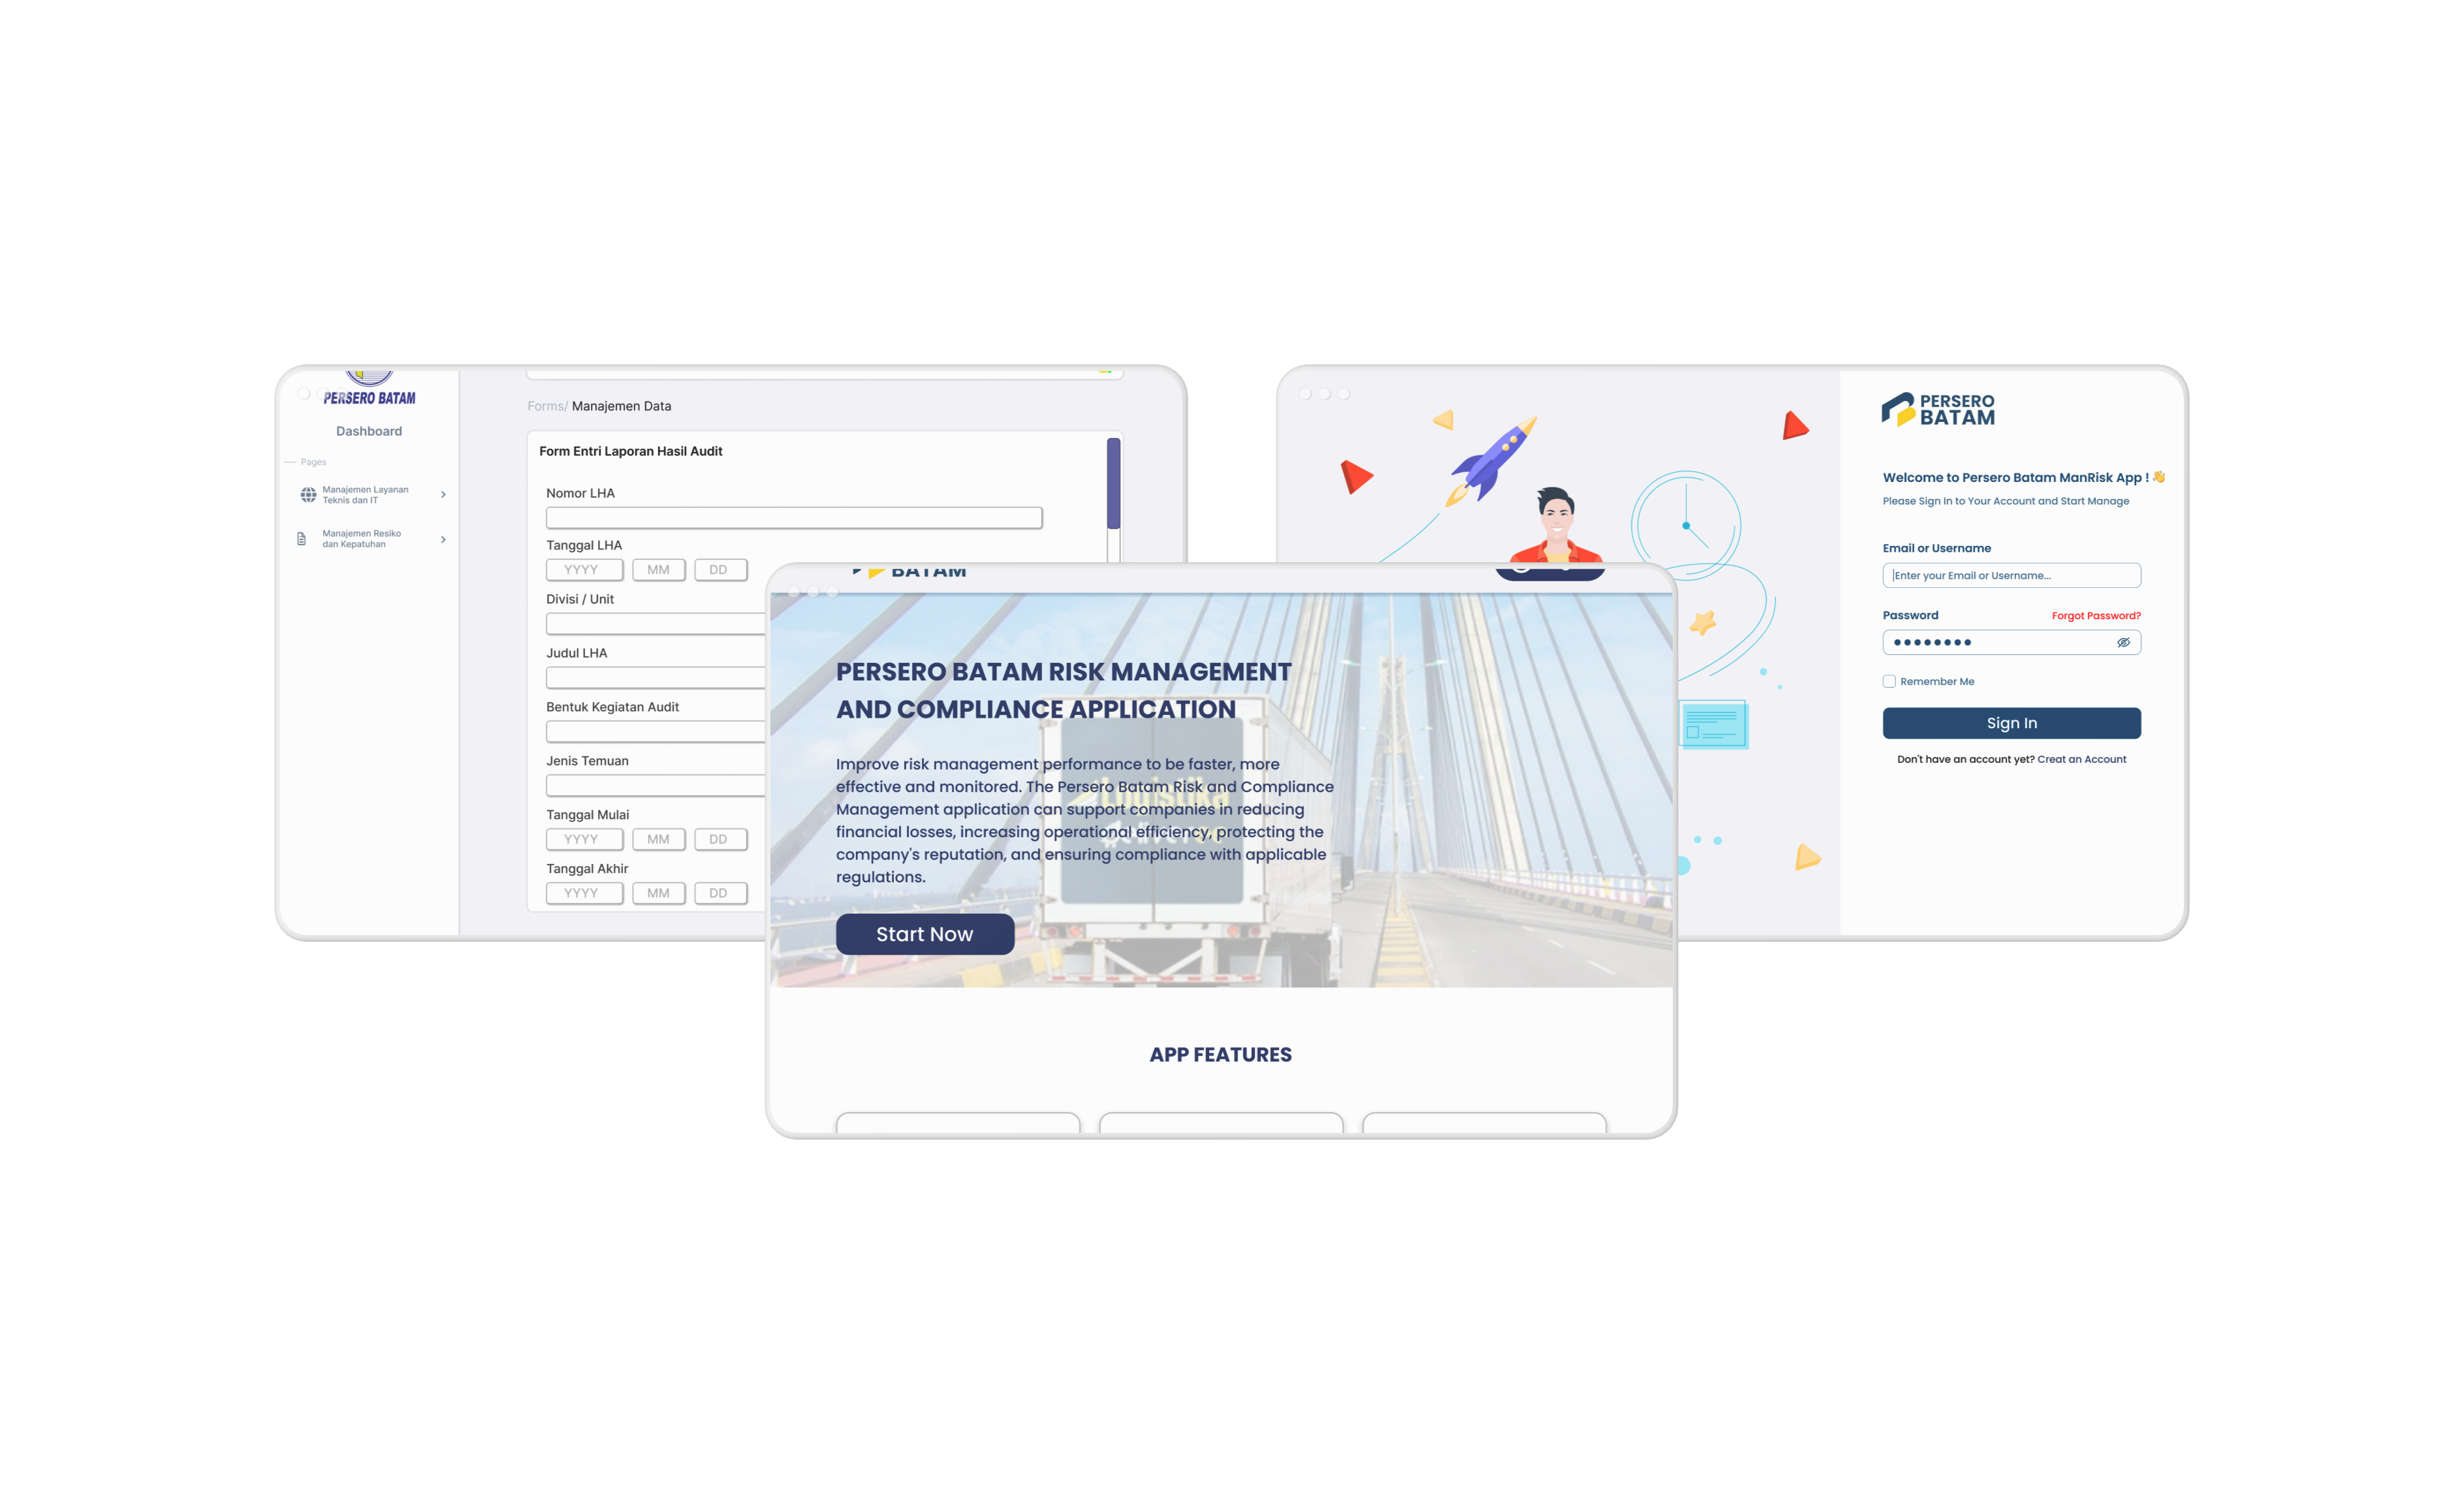 PERSERO BATAM
Dashboard
Pages
Manajemen Layanan
Teknis dan IT
Manajemen Resiko
dan Kepatuhan
Forms/ Manajemen Data
Form Entri Laporan Hasil Audit
Nomor LHA
Tanggal LHA
YYYY MM DD
Divisi / Unit
Judul LHA
Bentuk Kegiatan Audit
Jenis Temuan
Tanggal Mulai
YYYY MM DD
Tanggal Akhir
YYYY MM DD
BATAM
PERSERO BATAM RISK MANAGEMENT
AND COMPLIANCE APPLICATION
Improve risk management performance to be faster, more
effective and monitored. The Persero Batam Risk and Compliance
Management application can support companies in reducing
financial losses, increasing operational efficiency, protecting the
company's reputation, and ensuring compliance with applicable
regulations.
Start Now
APP FEATURES
PERSERO
BATAM
Welcome to Persero Batam ManRisk App ! 👋
Please Sign In to Your Account and Start Manage
Email or Username
Enter your Email or Username...
Password Forgot Password?
Remember Me
Sign In
Don't have an account yet? Creat an Account